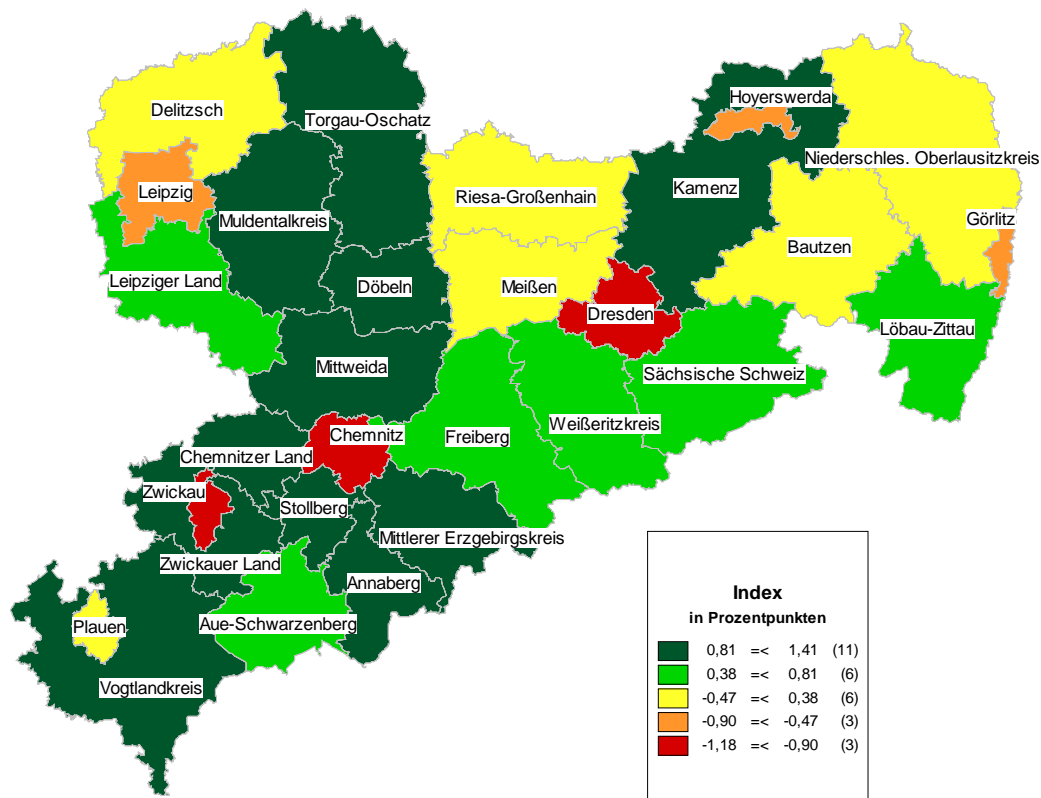 Delitzsch
Torgau-Oschatz
Hoyerswerda
Niederschles. Oberlausitzkreis
Leipzig
Riesa-Großenhain
Kamenz
Muldentalkreis
Görlitz
Bautzen
Leipziger Land
Döbeln
Meißen
Dresden
Löbau-Zittau
Mittweida
Sächsische Schweiz
Chemnitz
Freiberg
Weißeritzkreis
Chemnitzer Land
Zwickau
Stollberg
Mittlerer Erzgebirgskreis
Zwickauer Land
Annaberg
Plauen
Aue-Schwarzenberg
Vogtlandkreis
Index
in Prozentpunkten
0,81 =< 1,41 (11)
0,38 =< 0,81 (6)
-0,47 =< 0,38 (6)
-0,90 =< -0,47 (3)
-1,18 =< -0,90 (3)